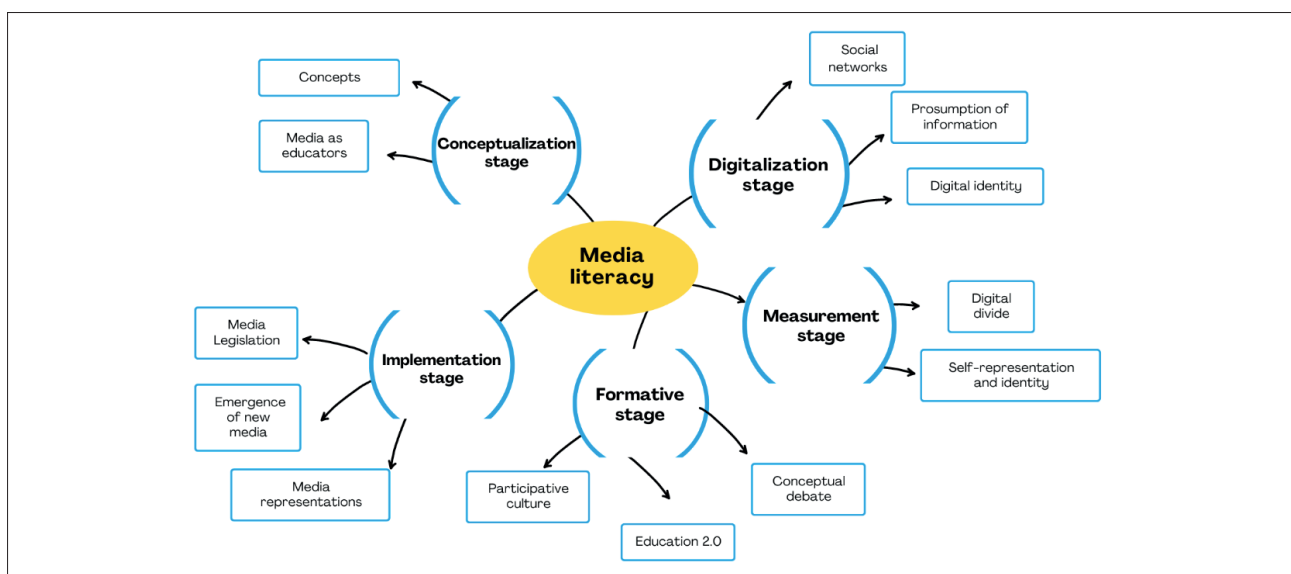 Concepts
Media as
educators
Conceptualization
stage
Social
networks
Prosumption of
information
Digital identity
Digitalization
stage
Media
literacy
Measurement
stage
Digital
divide
Self-representation
and identity
Media
Legislation
Emergence
of new
media
Media
representations
Implementation
stage
Formative
stage
Participative
culture
Education 2.0
Conceptual
debate